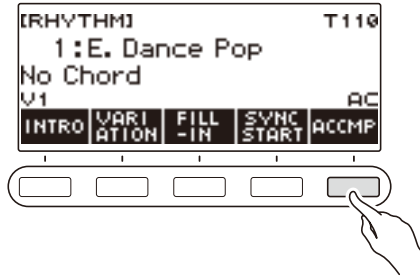 [RHYTHM] T110
1:E. Dance Pop
No Chord
V1 AC
INTRO VARI ATION FILL -IN SYNC START ACCMP